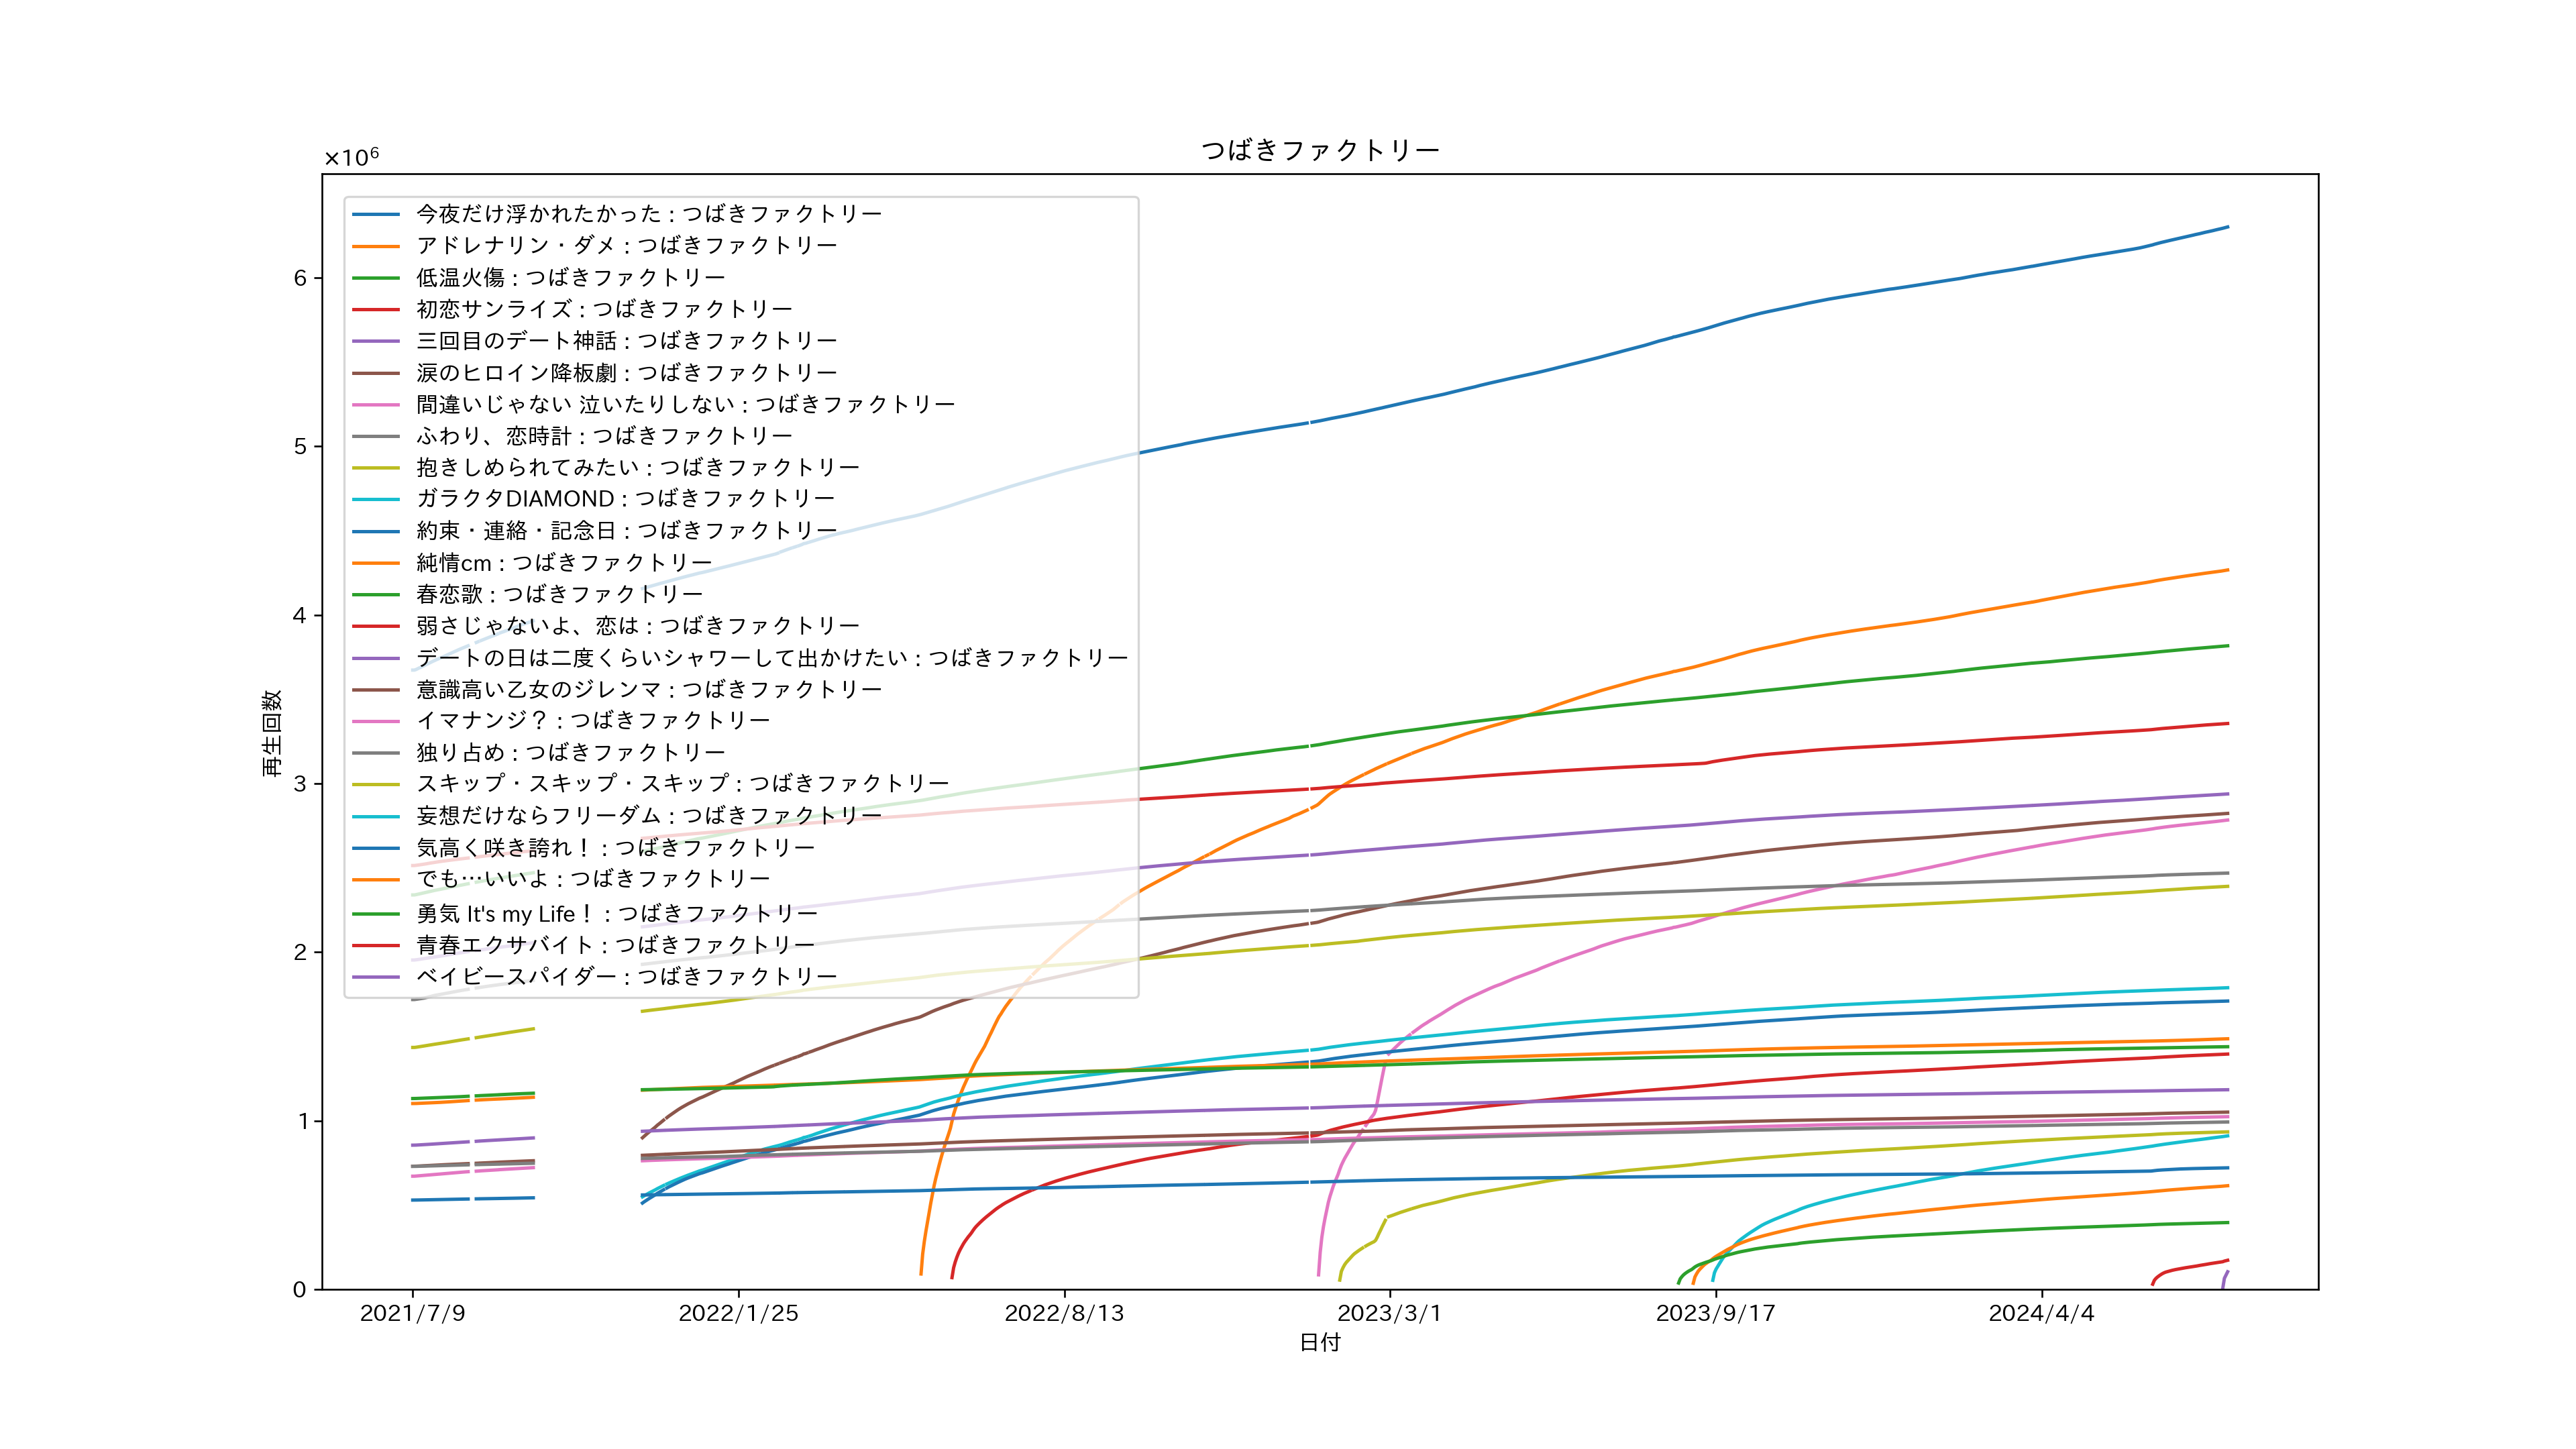 つばきファクトリー
×10⁶
今夜だけ浮かれたかった : つばきファクトリー
アドレナリン・ダメ : つばきファクトリー
低温火傷 : つばきファクトリー
初恋サンライズ : つばきファクトリー
三回目のデート神話 : つばきファクトリー
涙のヒロイン降板劇 : つばきファクトリー
間違いじゃない 泣いたりしない : つばきファクトリー
ふわり、恋時計 : つばきファクトリー
抱きしめられてみたい : つばきファクトリー
ガラクタDIAMOND : つばきファクトリー
約束・連絡・記念日 : つばきファクトリー
純情cm : つばきファクトリー
春恋歌 : つばきファクトリー
弱さじゃないよ、恋は : つばきファクトリー
デートの日は二度くらいシャワーして出かけたい : つばきファクトリー
意識高い乙女のジレンマ : つばきファクトリー
イマナンジ？ : つばきファクトリー
独り占め : つばきファクトリー
スキップ・スキップ・スキップ : つばきファクトリー
妄想だけならフリーダム : つばきファクトリー
気高く咲き誇れ！ : つばきファクトリー
でも…いいよ : つばきファクトリー
勇気 It's my Life！ : つばきファクトリー
青春エクサバイト : つばきファクトリー
ベイビースパイダー : つばきファクトリー
6
5
4
3
2
1
0
再生回数
2021/7/9
2022/1/25
2022/8/13
2023/3/1
2023/9/17
2024/4/4
日付